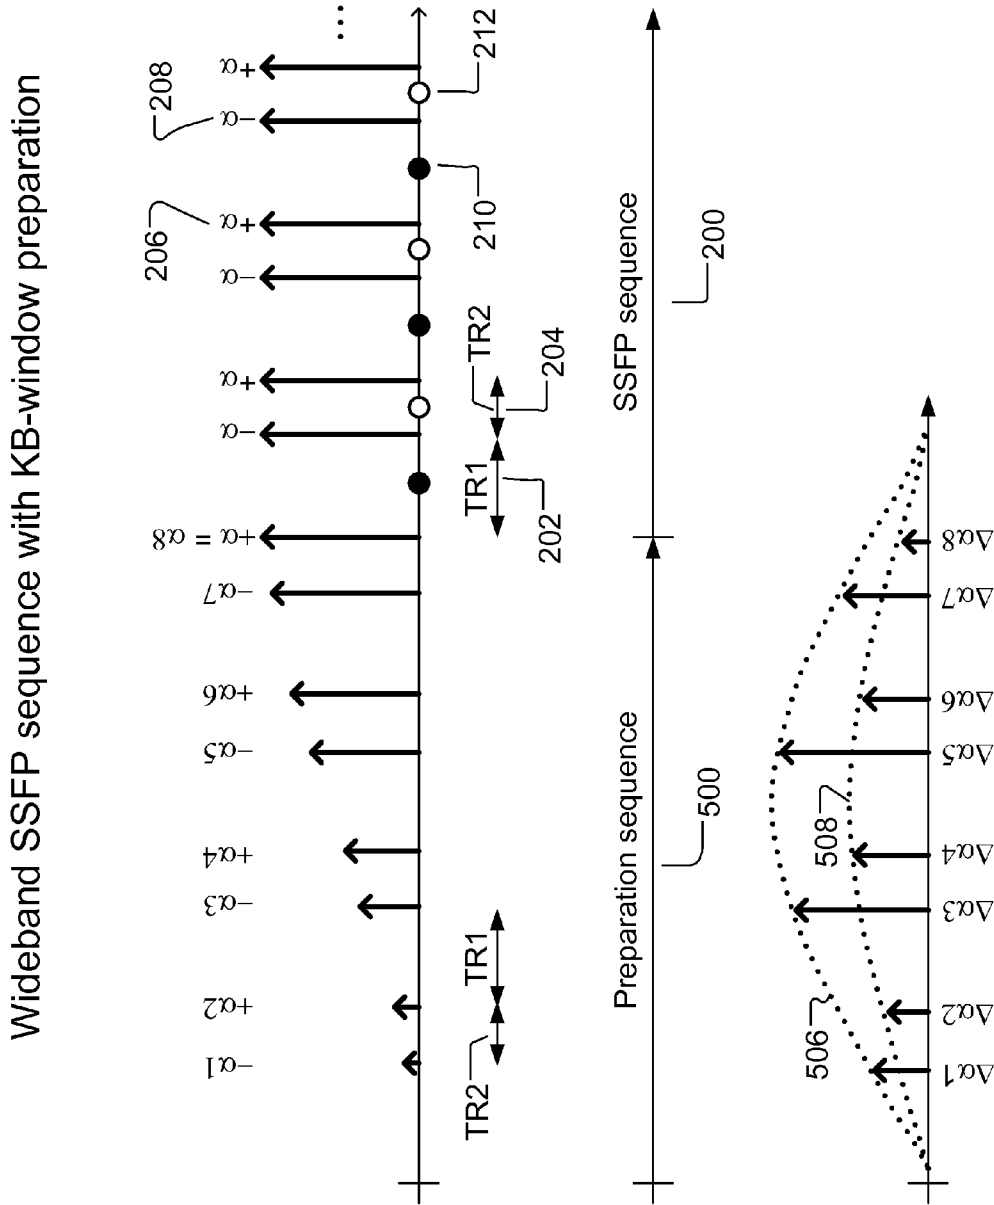 Wideband SSFP sequence with KB-window preparation
206
208
−α1
+α2
−α3
+α4
−α5
+α6
−α7
+α = α8
−α
+α
−α
+α
−α
+α
...
TR2
TR1
TR1
TR2
202
204
210
212
Preparation sequence
SSFP sequence
500
200
506
508
Δα1
Δα2
Δα3
Δα4
Δα5
Δα6
Δα7
Δα8